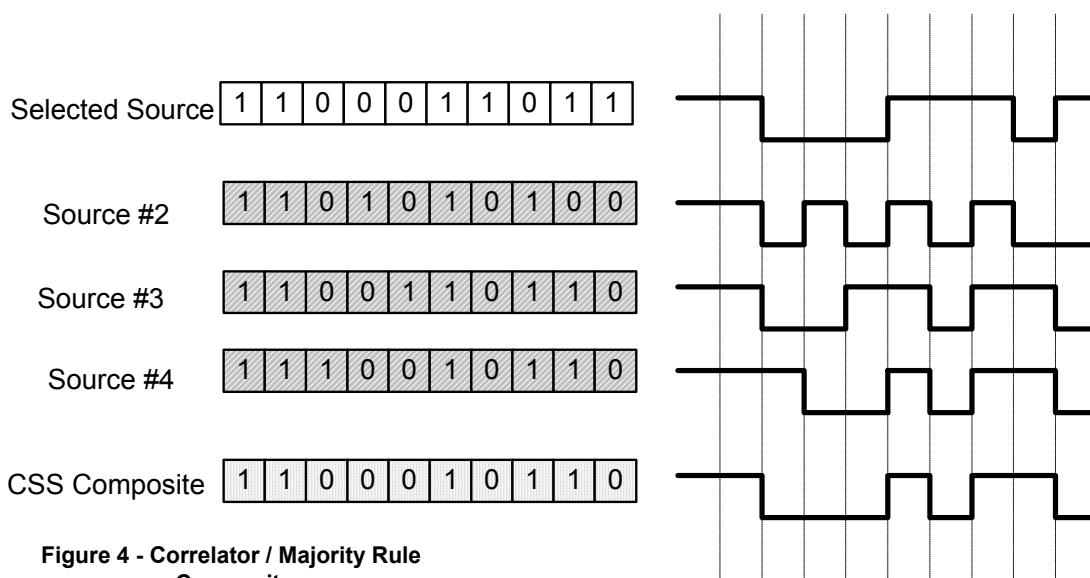 Selected Source 1 1 0 0 0 1 1 0 1 1
Source #2 1 1 0 1 0 1 0 1 0 0
Source #3 1 1 0 0 1 1 0 1 1 0
Source #4 1 1 1 0 0 1 0 1 1 0
CSS Composite 1 1 0 0 0 1 0 1 1 0
Figure 4 - Correlator / Majority Rule